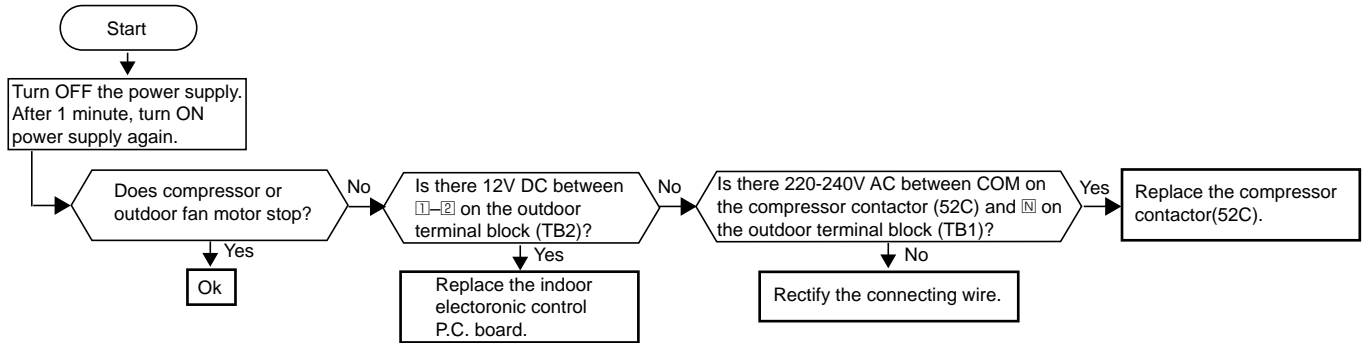 Start
Turn OFF the power supply.
After 1 minute, turn ON
power supply again.
Does compressor or
outdoor fan motor stop?
No
Yes
Ok
Is there 12V DC between
1–2 on the outdoor
terminal block (TB2)?
No
Yes
Replace the indoor
electoronic control
P.C. board.
Is there 220-240V AC between COM on
the compressor contactor (52C) and N on
the outdoor terminal block (TB1)?
Yes
No
Rectify the connecting wire.
Replace the compressor
contactor(52C).